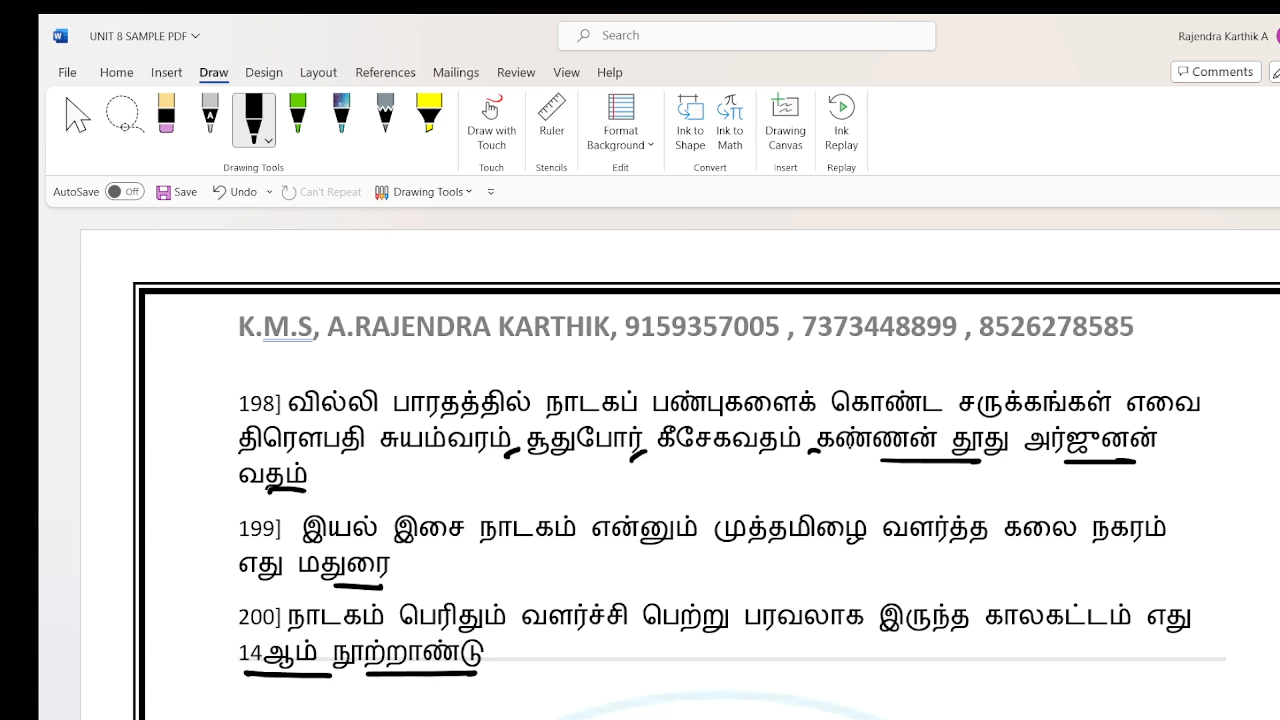 UNIT 8 SAMPLE PDF
Search
Rajendra Karthik A
File Home Insert Draw Design Layout References Mailings Review View Help
Comments
Draw with Touch
Ruler
Format Background
Ink to Shape
Ink to Math
Drawing Canvas
Ink Replay
Drawing Tools Touch Stencils Edit Convert Insert Replay
AutoSave Off Save Undo Can't Repeat Drawing Tools
K.M.S, A.RAJENDRA KARTHIK, 9159357005 , 7373448899 , 8526278585
198] வில்லி பாரதத்தில் நாடகப் பண்புகளைக் கொண்ட சருக்கங்கள் எவை
திரௌபதி சுயம்வரம் சூதுபோர் கீசேகவதம் கண்ணன் தூது அர்ஜுனன்
வதம்
199] இயல் இசை நாடகம் என்னும் முத்தமிழை வளர்த்த கலை நகரம்
எது மதுரை
200] நாடகம் பெரிதும் வளர்ச்சி பெற்று பரவலாக இருந்த காலகட்டம் எது
14ஆம் நூற்றாண்டு